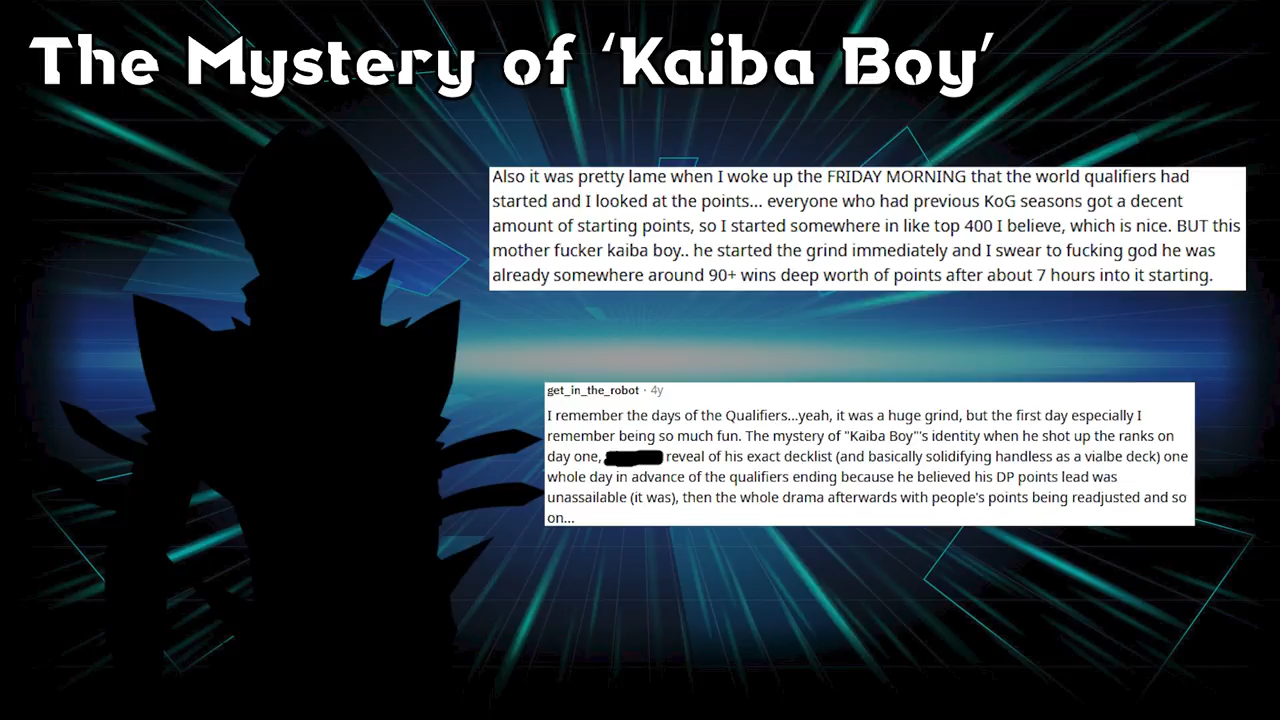 The Mystery of ‘Kaiba Boy’
Also it was pretty lame when I woke up the FRIDAY MORNING that the world qualifiers had
started and I looked at the points... everyone who had previous KoG seasons got a decent
amount of starting points, so I started somewhere in like top 400 I believe, which is nice. BUT this
mother fucker kaiba boy.. he started the grind immediately and I swear to fucking god he was
already somewhere around 90+ wins deep worth of points after about 7 hours into it starting.
get_in_the_robot · 4y
I remember the days of the Qualifiers...yeah, it was a huge grind, but the first day especially I
remember being so much fun. The mystery of "Kaiba Boy"'s identity when he shot up the ranks on
day one, reveal of his exact decklist (and basically solidifying handless as a vialbe deck) one
whole day in advance of the qualifiers ending because he believed his DP points lead was
unassailable (it was), then the whole drama afterwards with people's points being readjusted and so
on...